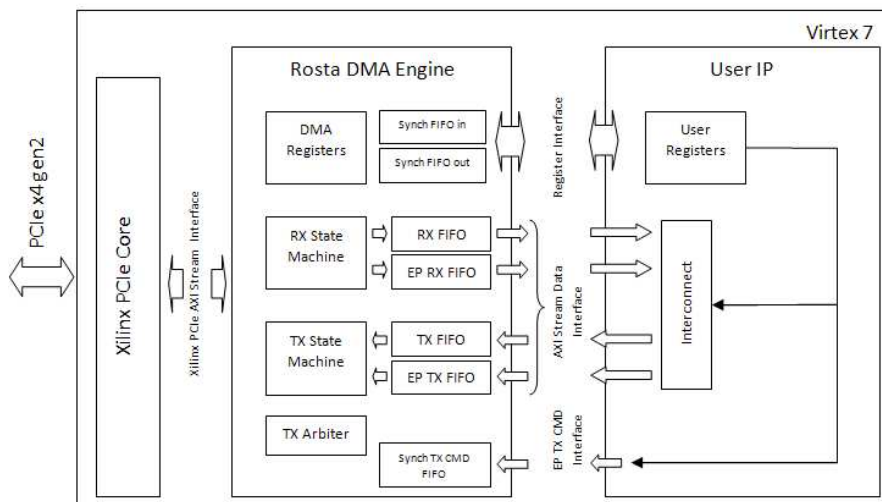 Virtex 7
Rosta DMA Engine
User IP
PCIe x4 gen2
Xilinx PCIe Core
Xilinx PCIe AXI Stream Interface
DMA
Registers
Synch FIFO in
Synch FIFO out
Register Interface
User
Registers
RX State
Machine
RX FIFO
EP RX FIFO
AXI Stream Data
Interface
Interconnect
TX State
Machine
TX FIFO
EP TX FIFO
TX Arbiter
Synch TX CMD
FIFO
EP TX CMD
Interface